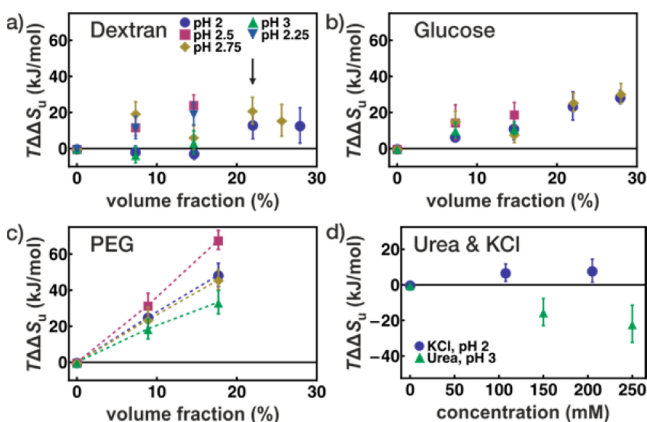 a) Dextran
pH 2
pH 3
pH 2.5
pH 2.25
pH 2.75
TΔΔSu (kJ/mol)
60
40
20
0
0
10
20
30
volume fraction (%)
b) Glucose
TΔΔSu (kJ/mol)
60
40
20
0
0
10
20
30
volume fraction (%)
c) PEG
TΔΔSu (kJ/mol)
60
40
20
0
0
10
20
30
volume fraction (%)
d) Urea & KCl
TΔΔSu (kJ/mol)
20
0
−20
−40
KCl, pH 2
Urea, pH 3
0
50
100
150
200
250
concentration (mM)